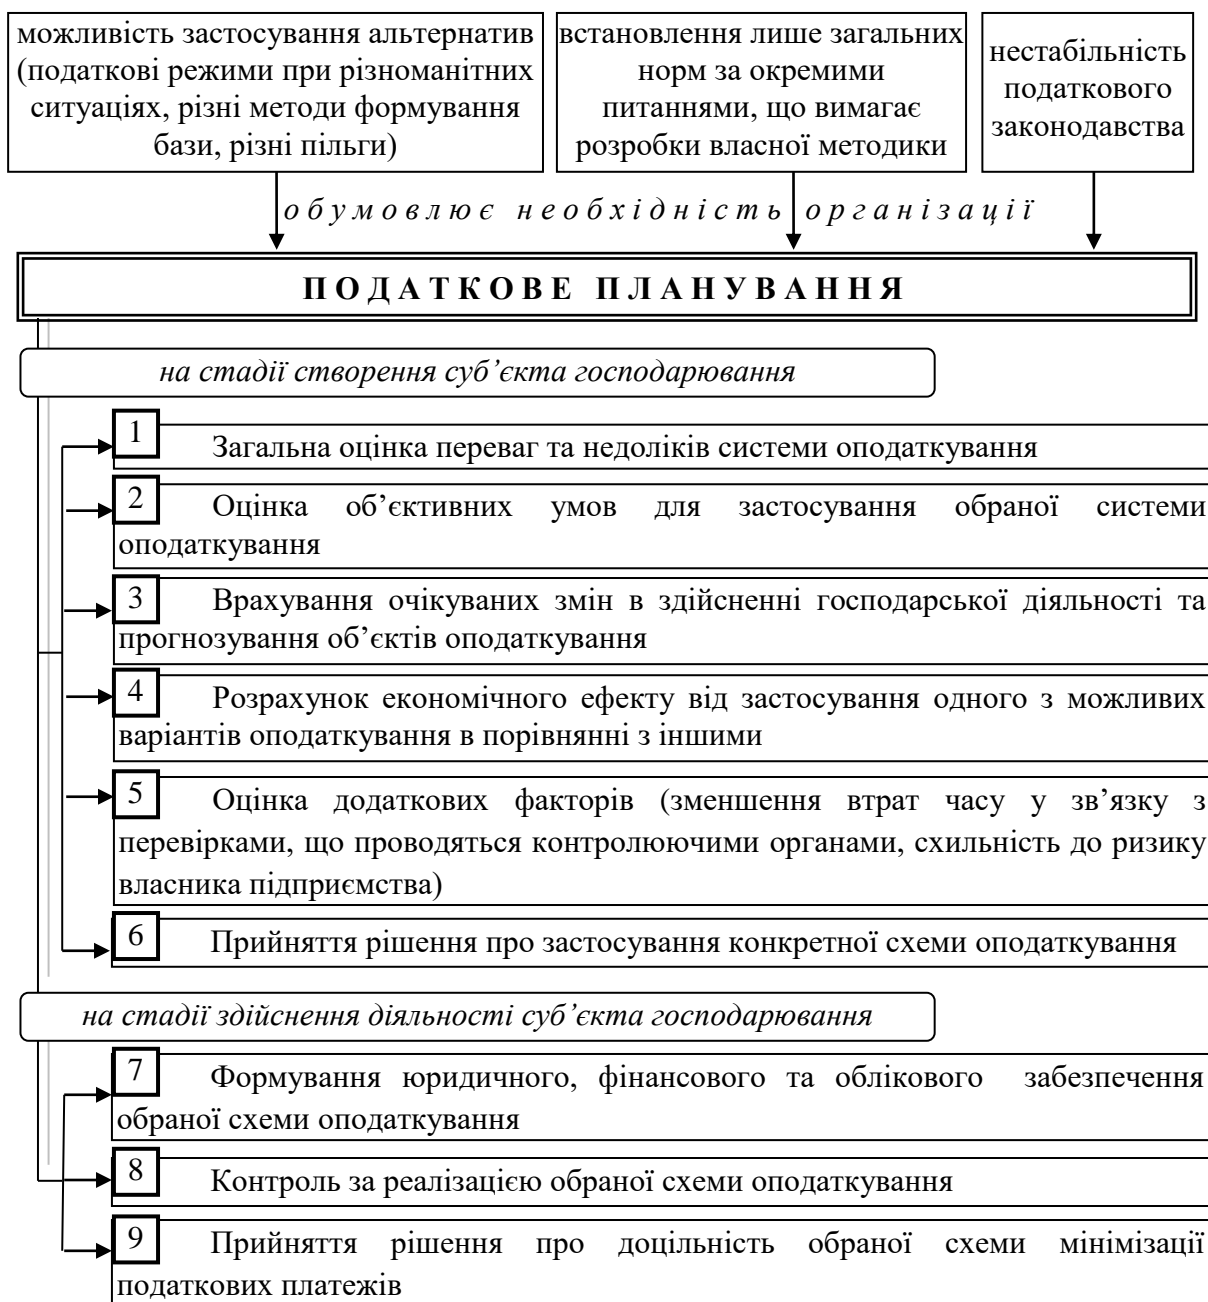 можливість застосування альтернатив
(податкові режими при різноманітних
ситуаціях, різні методи формування
бази, різні пільги)
встановлення лише загальних
норм за окремими
питаннями, що вимагає
розробки власної методики
нестабільність
податкового
законодавства
обумовлює необхідність організації
ПОДАТКОВЕ ПЛАНУВАННЯ
на стадії створення суб’єкта господарювання
1 Загальна оцінка переваг та недоліків системи оподаткування
2 Оцінка об’єктивних умов для застосування обраної системи
оподаткування
3 Врахування очікуваних змін в здійсненні господарської діяльності та
прогнозування об’єктів оподаткування
4 Розрахунок економічного ефекту від застосування одного з можливих
варіантів оподаткування в порівнянні з іншими
5 Оцінка додаткових факторів (зменшення втрат часу у зв’язку з
перевірками, що проводяться контролюючими органами, схильність до ризику
власника підприємства)
6 Прийняття рішення про застосування конкретної схеми оподаткування
на стадії здійснення діяльності суб’єкта господарювання
7 Формування юридичного, фінансового та облікового забезпечення
обраної схеми оподаткування
8 Контроль за реалізацією обраної схеми оподаткування
9 Прийняття рішення про доцільність обраної схеми мінімізації
податкових платежів